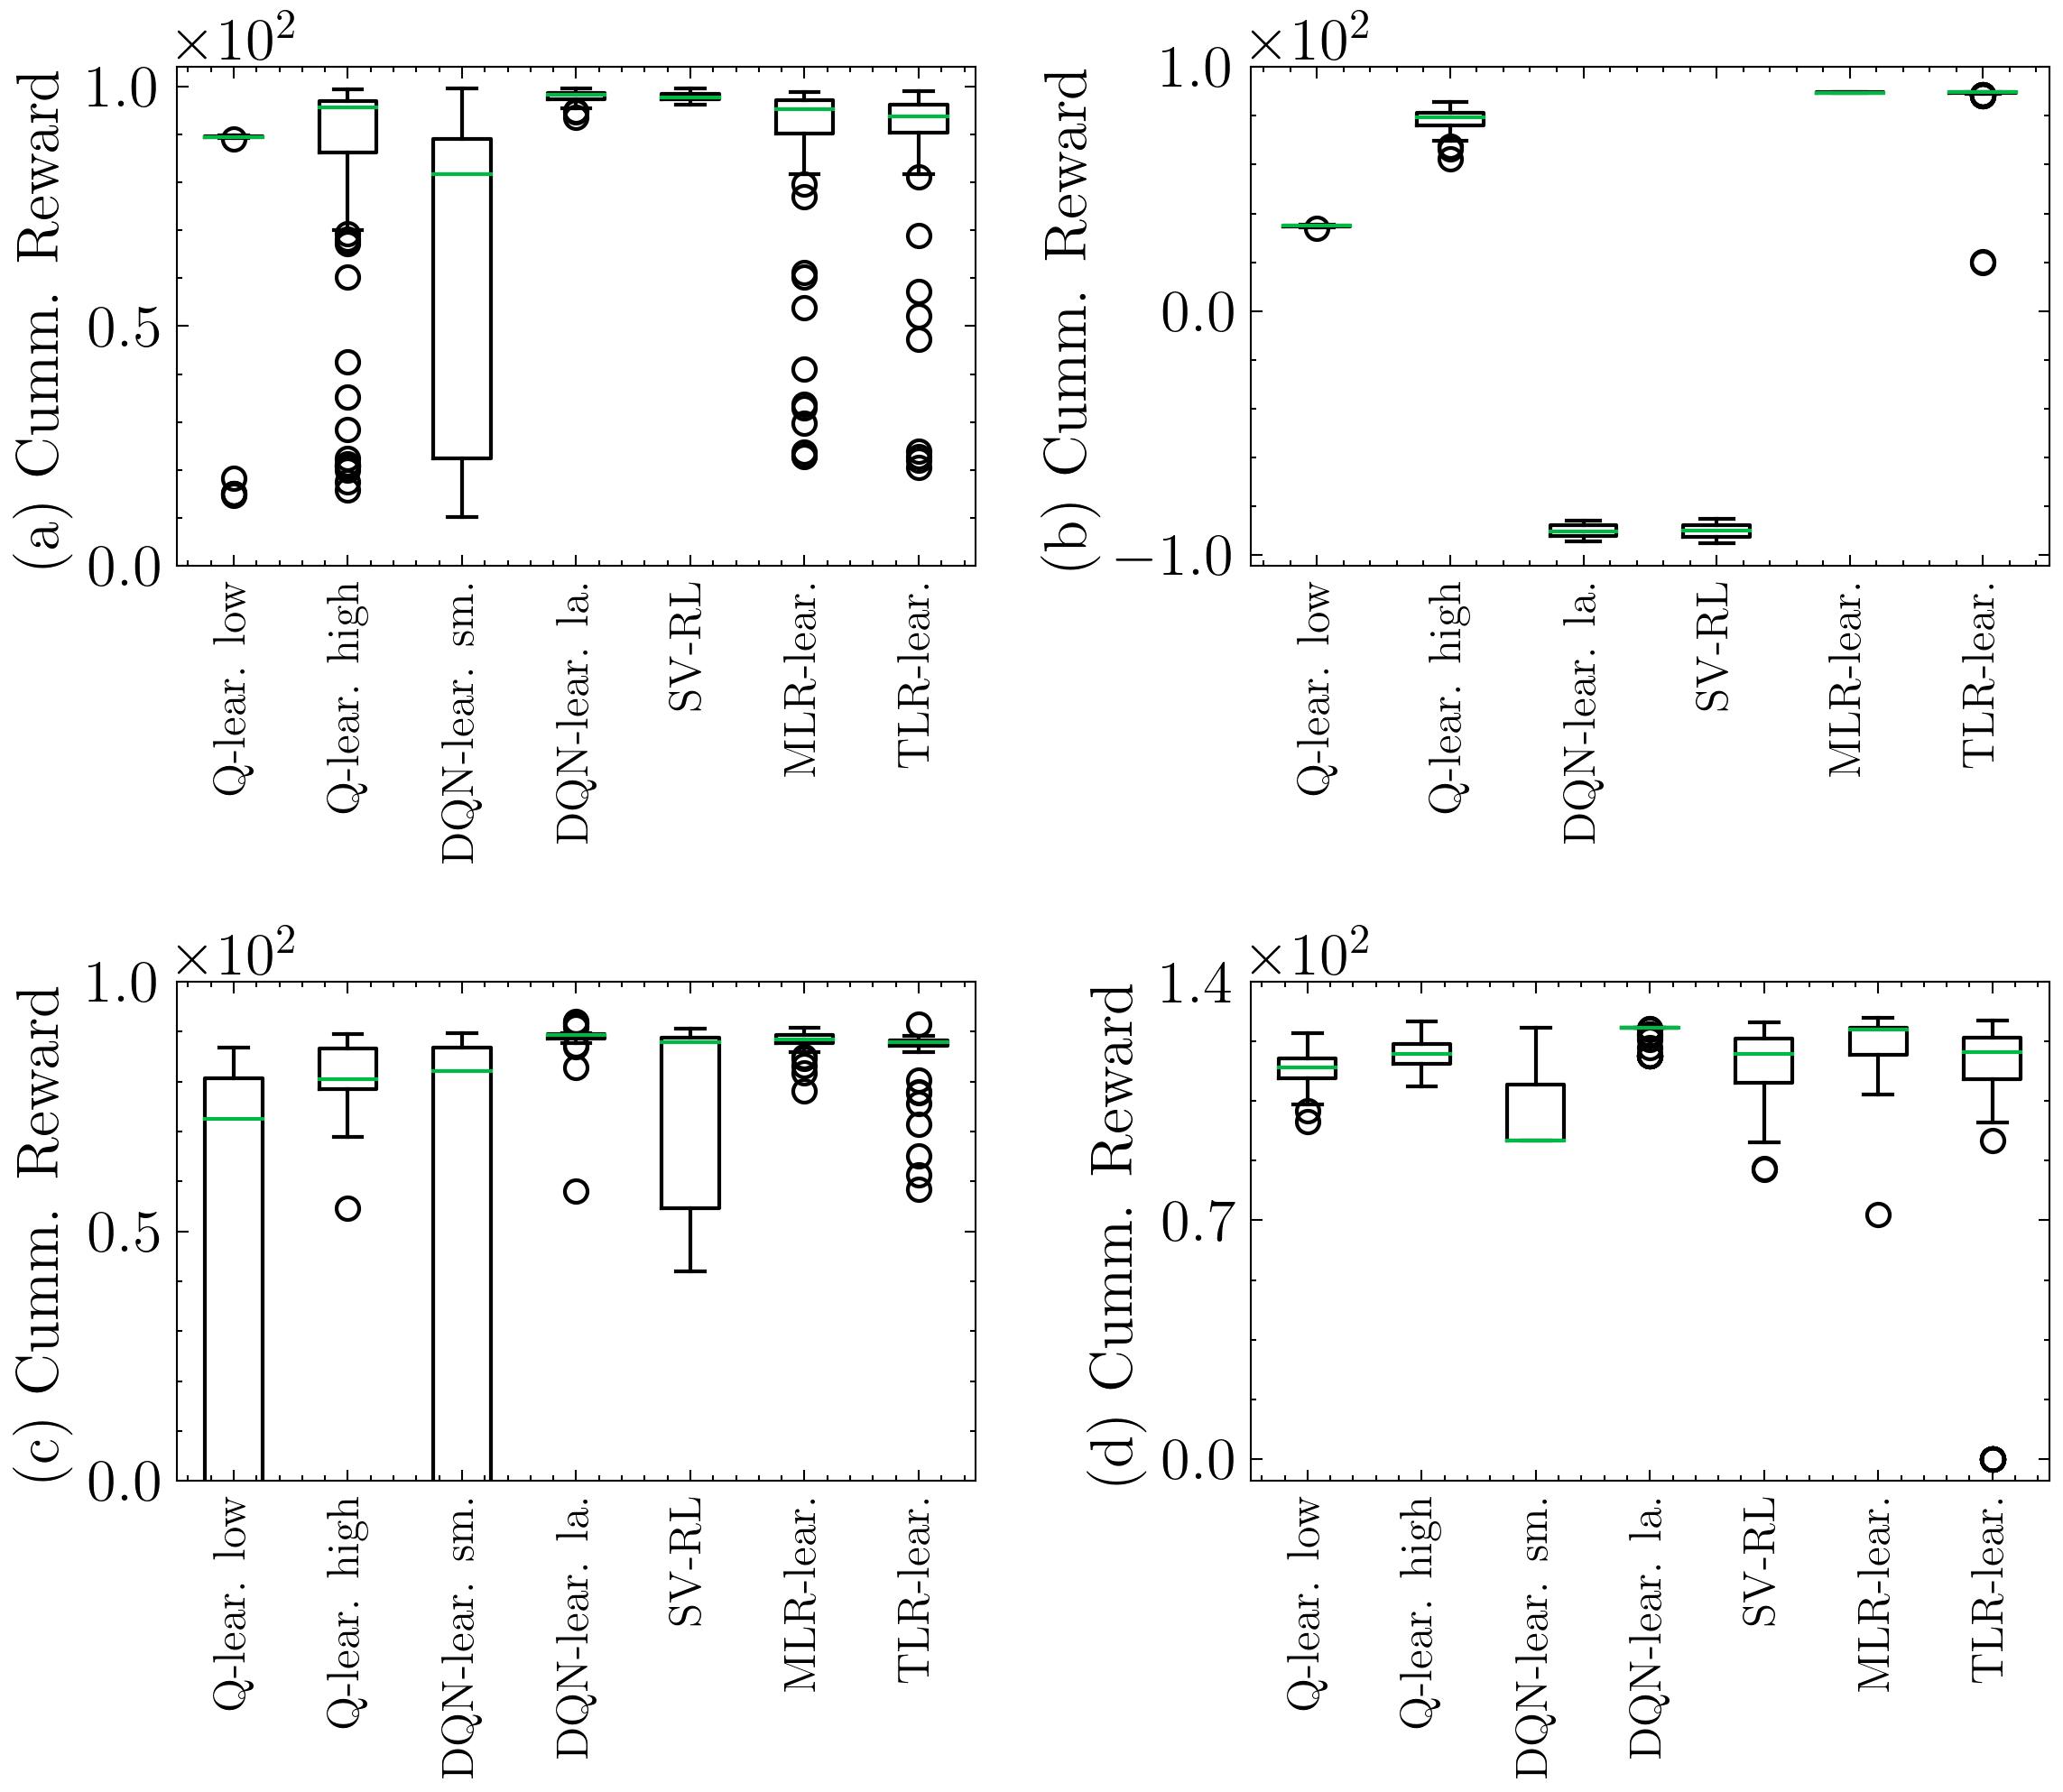 ×10²
(a) Cumm. Reward
1.0
0.5
0.0
Q-lear. low
Q-lear. high
DQN-lear. sm.
DQN-lear. la.
SV-RL
MLR-lear.
TLR-lear.
×10²
(b) Cumm. Reward
1.0
0.0
−1.0
Q-lear. low
Q-lear. high
DQN-lear. la.
SV-RL
MLR-lear.
TLR-lear.
×10²
(c) Cumm. Reward
1.0
0.5
0.0
Q-lear. low
Q-lear. high
DQN-lear. sm.
DQN-lear. la.
SV-RL
MLR-lear.
TLR-lear.
×10²
(d) Cumm. Reward
1.4
0.7
0.0
Q-lear. low
Q-lear. high
DQN-lear. sm.
DQN-lear. la.
SV-RL
MLR-lear.
TLR-lear.